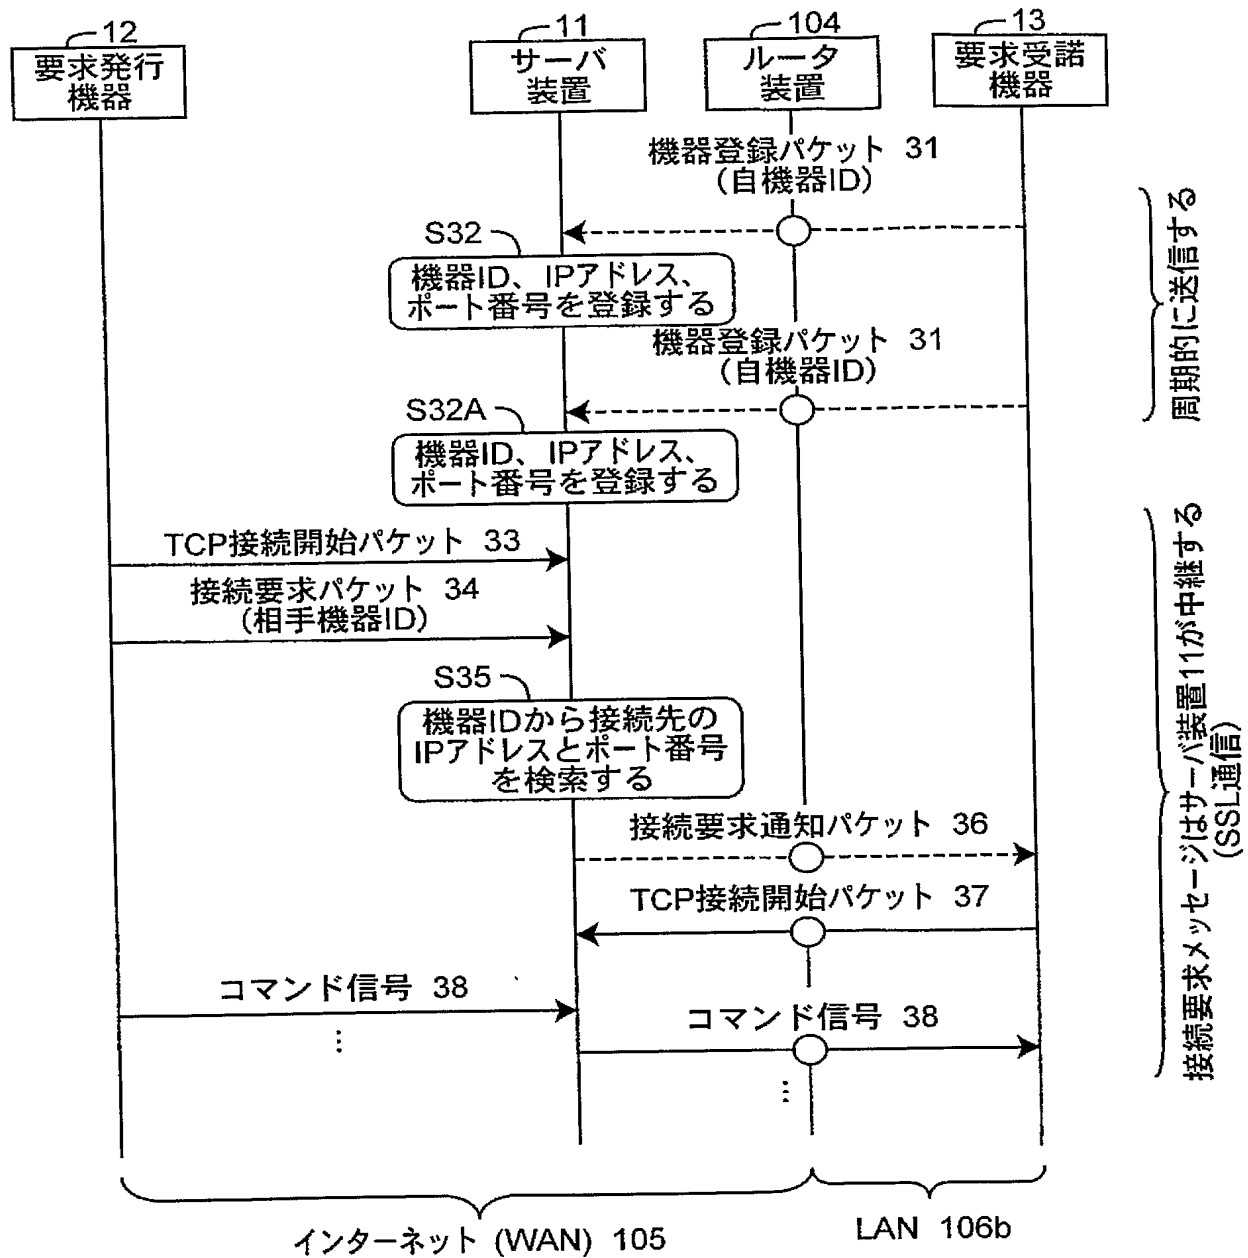 12
要求発行
機器
11
サーバ
装置
104
ルータ
装置
13
要求受諾
機器
機器登録パケット 31
(自機器ID)
S32
機器ID、IPアドレス、
ポート番号を登録する
機器登録パケット 31
(自機器ID)
S32A
機器ID、IPアドレス、
ポート番号を登録する
周期的に送信する
TCP接続開始パケット 33
接続要求パケット 34
(相手機器ID)
S35
機器IDから接続先の
IPアドレスとポート番号
を検索する
接続要求通知パケット 36
TCP接続開始パケット 37
コマンド信号 38
…
コマンド信号 38
…
接続要求メッセージはサーバ装置11が中継する
(SSL通信)
インターネット (WAN) 105
LAN 106b